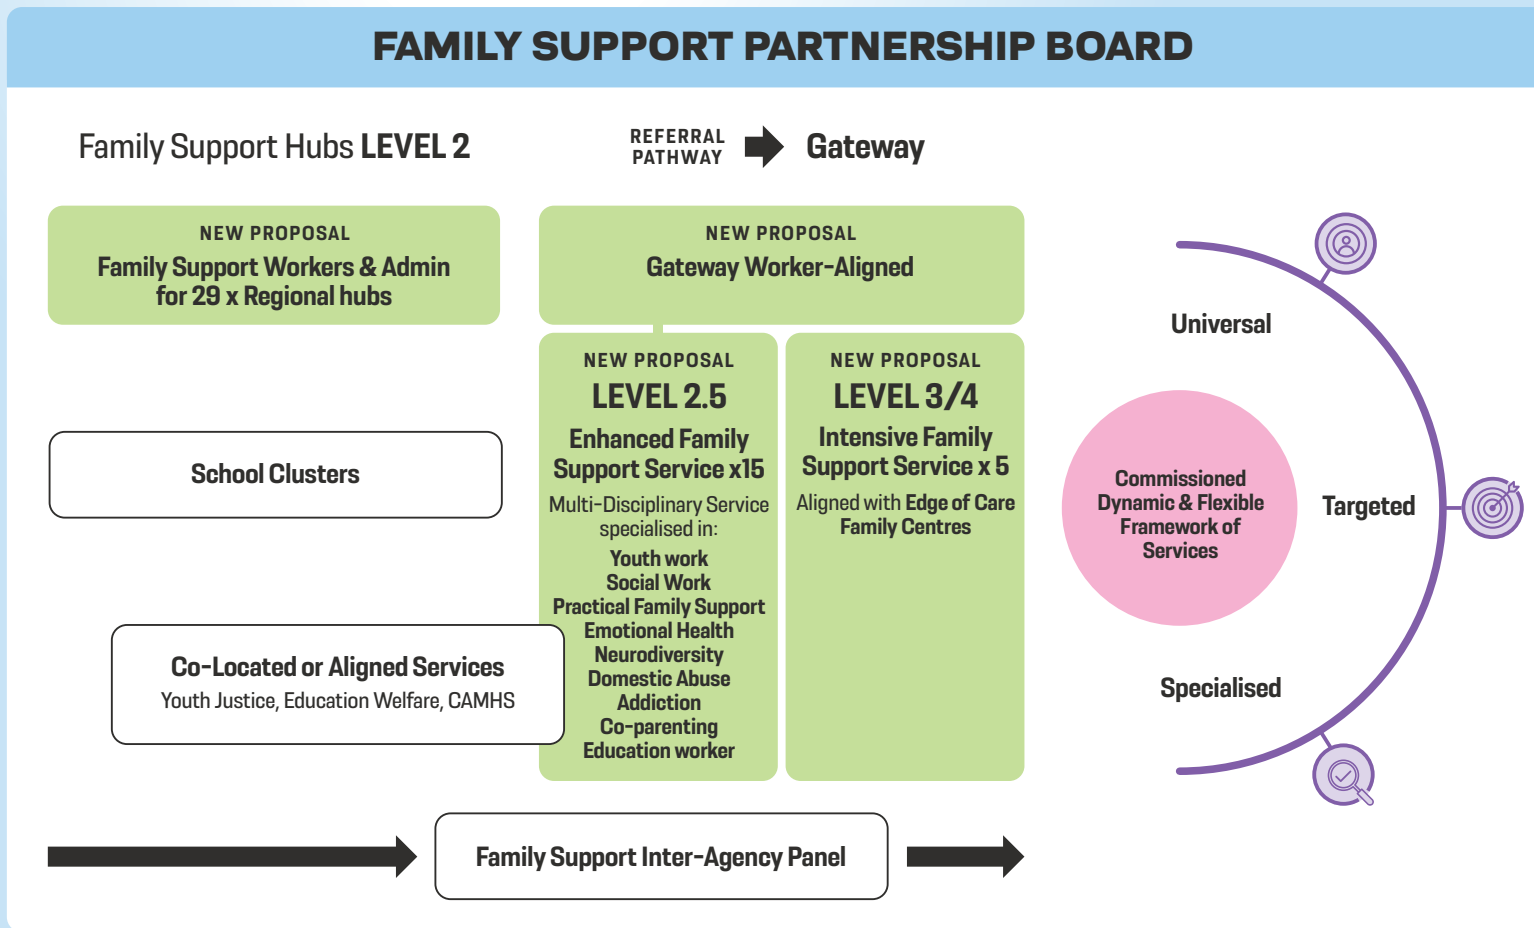 FAMILY SUPPORT PARTNERSHIP BOARD
Family Support Hubs LEVEL 2
REFERRAL
PATHWAY
Gateway
NEW PROPOSAL
Family Support Workers & Admin
for 29 x Regional hubs
NEW PROPOSAL
Gateway Worker-Aligned
School Clusters
Co-Located or Aligned Services
Youth Justice, Education Welfare, CAMHS
NEW PROPOSAL
LEVEL 2.5
Enhanced Family
Support Service x15
Multi-Disciplinary Service
specialised in:
Youth work
Social Work
Practical Family Support
Emotional Health
Neurodiversity
Domestic Abuse
Addiction
Co-parenting
Education worker
NEW PROPOSAL
LEVEL 3/4
Intensive Family
Support Service x 5
Aligned with Edge of Care
Family Centres
Universal
Commissioned
Dynamic & Flexible
Framework of
Services
Targeted
Specialised
Family Support Inter-Agency Panel